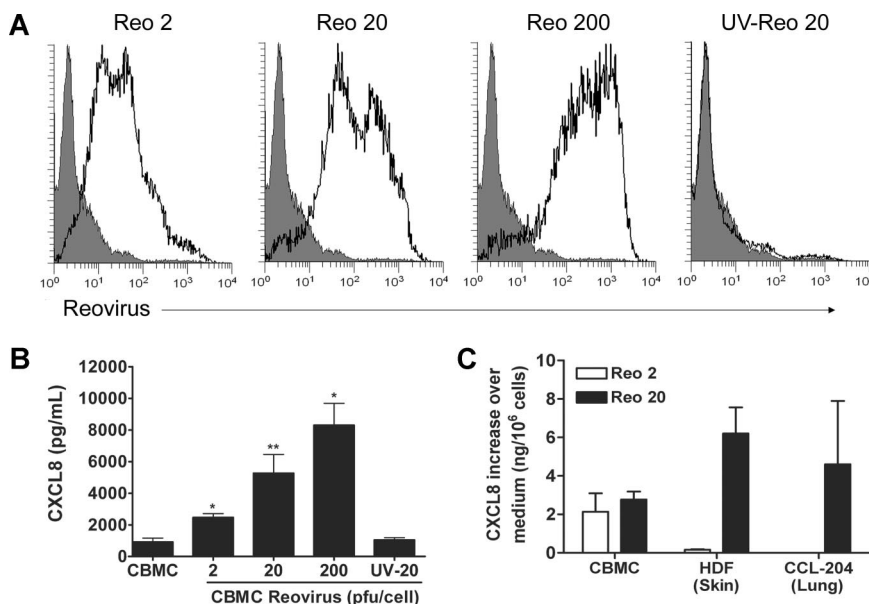 A
Reo 2 Reo 20 Reo 200 UV-Reo 20
10⁰ 10¹ 10² 10³ 10⁴ 10⁰ 10¹ 10² 10³ 10⁴ 10⁰ 10¹ 10² 10³ 10⁴ 10⁰ 10¹ 10² 10³ 10⁴
Reovirus
B
CXCL8 (pg/mL)
12000
10000
8000
6000
4000
2000
0
* ** *
CBMC 2 20 200 UV-20
CBMC Reovirus (pfu/cell)
C
CXCL8 increase over
medium (ng/10⁶ cells)
10
8
6
4
2
0
Reo 2
Reo 20
CBMC HDF CCL-204
(Skin) (Lung)